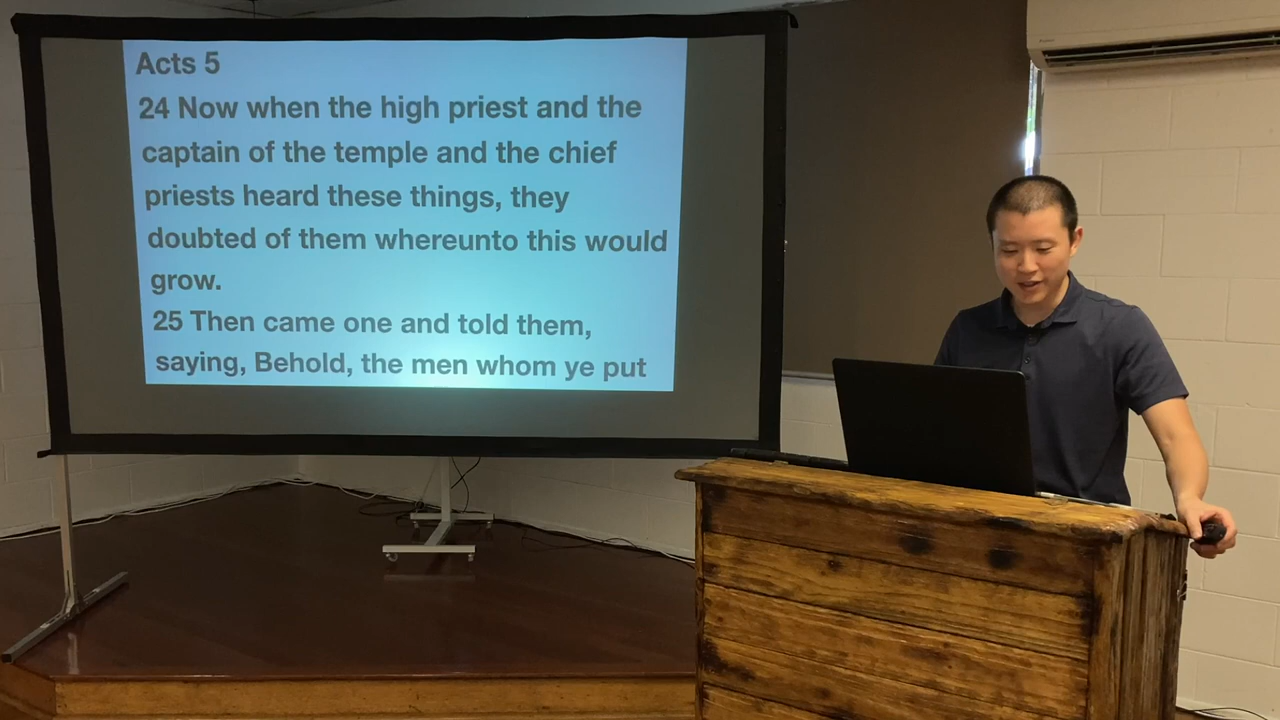 Acts 5
24 Now when the high priest and the
captain of the temple and the chief
priests heard these things, they
doubted of them whereunto this would
grow.
25 Then came one and told them,
saying, Behold, the men whom ye put